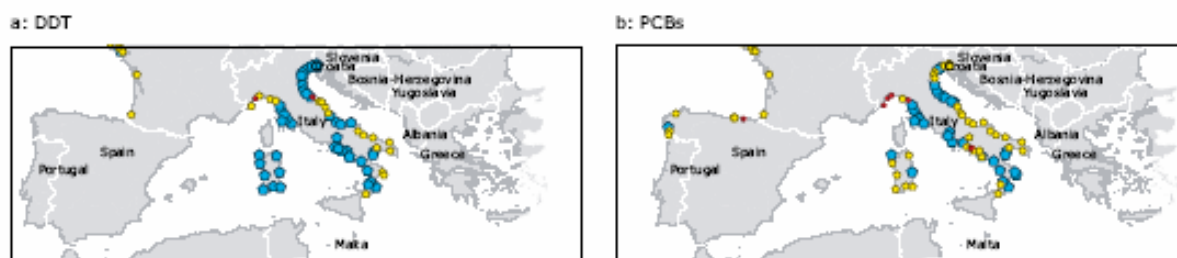 a: DDT
b: PCBs
Slovenia
Croatia
Bosnia-Herzegovina
Yugoslavia
Italy
Albania
Greece
Spain
Portugal
Malta
Slovenia
Croatia
Bosnia-Herzegovina
Yugoslavia
Italy
Albania
Greece
Spain
Portugal
Malta